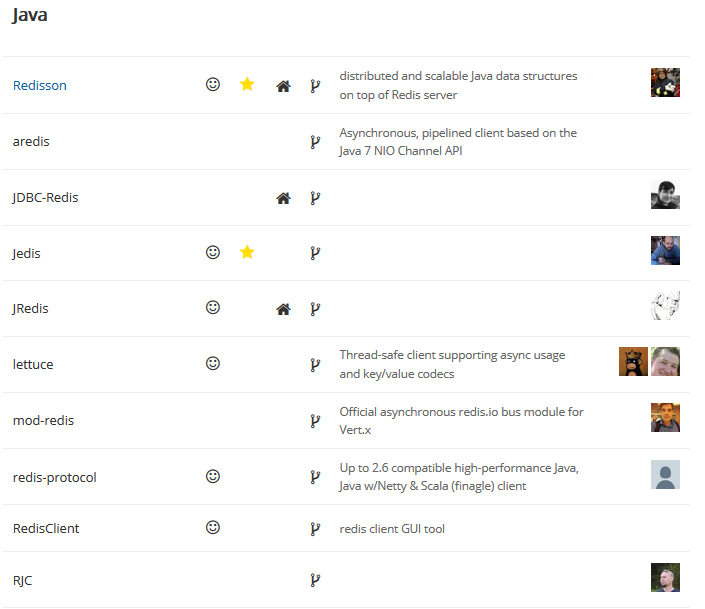 Java
Redisson
distributed and scalable Java data structures
on top of Redis server
aredis
Asynchronous, pipelined client based on the
Java 7 NIO Channel API
JDBC-Redis
Jedis
JRedis
lettuce
Thread-safe client supporting async usage
and key/value codecs
mod-redis
Official asynchronous redis.io bus module for
Vert.x
redis-protocol
Up to 2.6 compatible high-performance Java,
Java w/Netty & Scala (finagle) client
RedisClient
redis client GUI tool
RJC